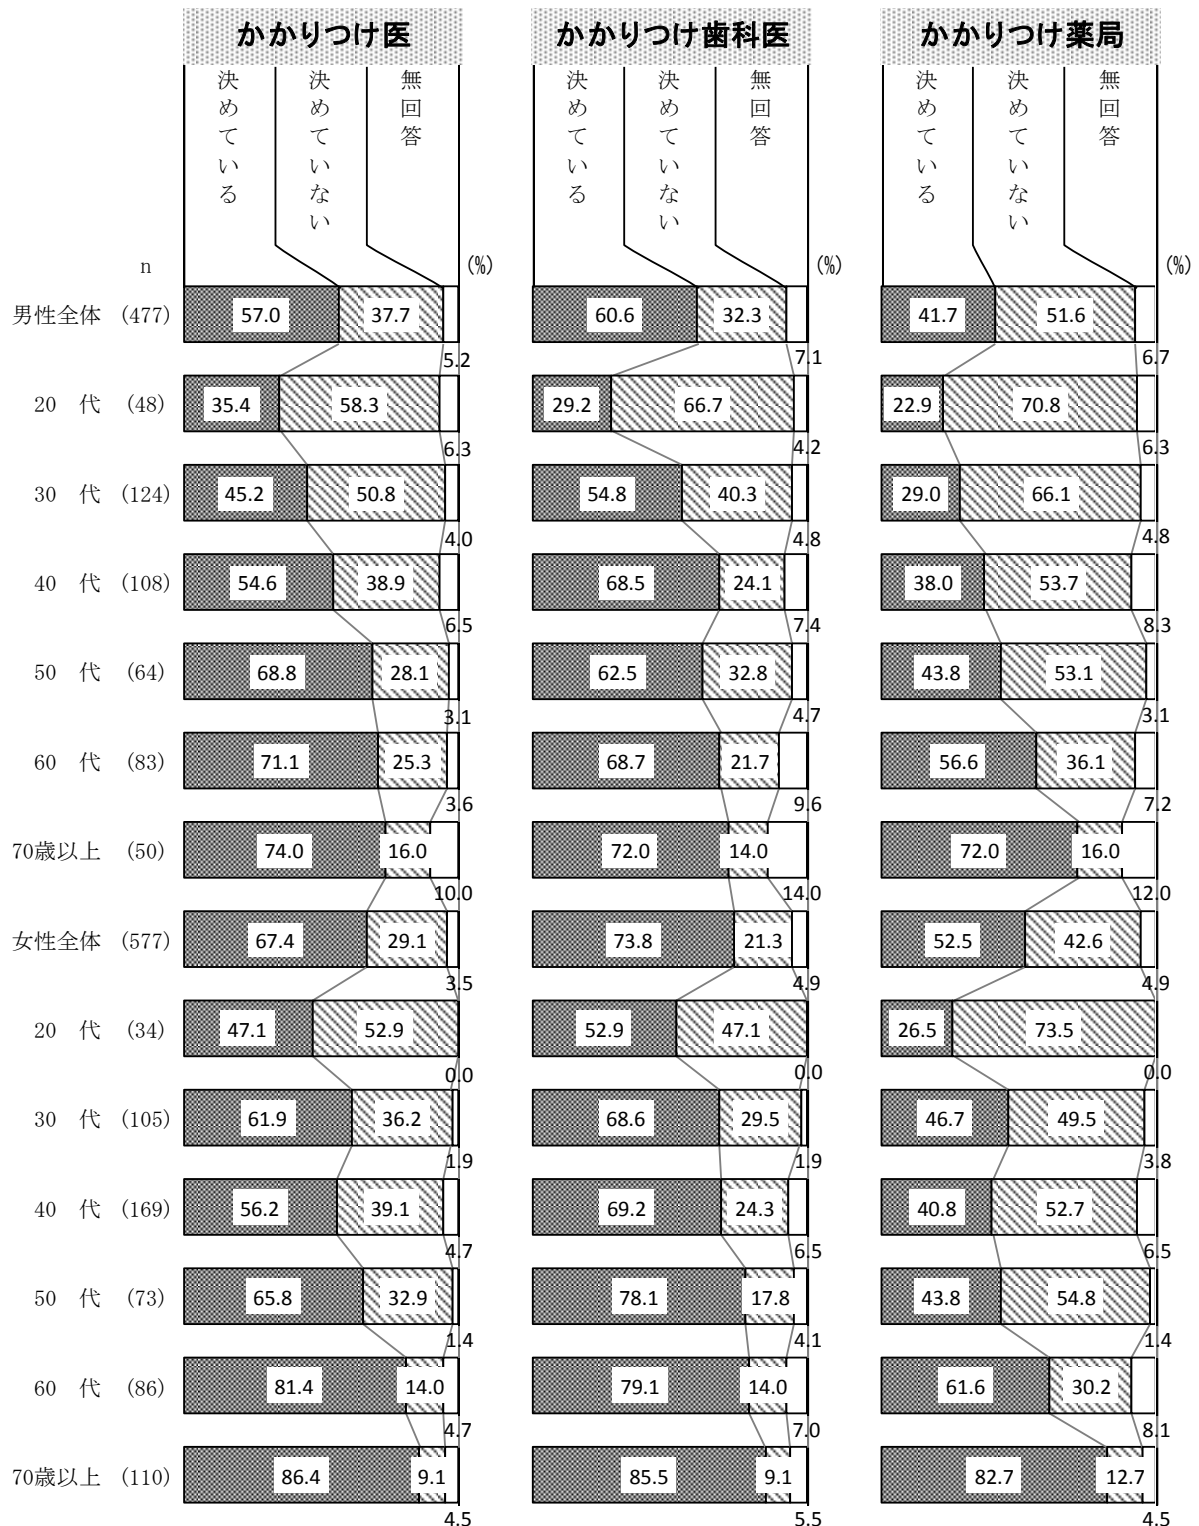 かかりつけ医 かかりつけ歯科医 かかりつけ薬局
決めている 決めていない 無回答 決めている 決めていない 無回答 決めている 決めていない 無回答
n (%) (%) (%)
男性全体 (477) 57.0 37.7 60.6 32.3 41.7 51.6
5.2 7.1 6.7
20 代 (48) 35.4 58.3 29.2 66.7 22.9 70.8
6.3 4.2 6.3
30 代 (124) 45.2 50.8 54.8 40.3 29.0 66.1
4.0 4.8 4.8
40 代 (108) 54.6 38.9 68.5 24.1 38.0 53.7
6.5 7.4 8.3
50 代 (64) 68.8 28.1 62.5 32.8 43.8 53.1
3.1 4.7 3.1
60 代 (83) 71.1 25.3 68.7 21.7 56.6 36.1
3.6 9.6 7.2
70歳以上 (50) 74.0 16.0 72.0 14.0 72.0 16.0
10.0 14.0 12.0
女性全体 (577) 67.4 29.1 73.8 21.3 52.5 42.6
3.5 4.9 4.9
20 代 (34) 47.1 52.9 52.9 47.1 26.5 73.5
0.0 0.0 0.0
30 代 (105) 61.9 36.2 68.6 29.5 46.7 49.5
1.9 1.9 3.8
40 代 (169) 56.2 39.1 69.2 24.3 40.8 52.7
4.7 6.5 6.5
50 代 (73) 65.8 32.9 78.1 17.8 43.8 54.8
1.4 4.1 1.4
60 代 (86) 81.4 14.0 79.1 14.0 61.6 30.2
4.7 7.0 8.1
70歳以上 (110) 86.4 9.1 85.5 9.1 82.7 12.7
4.5 5.5 4.5